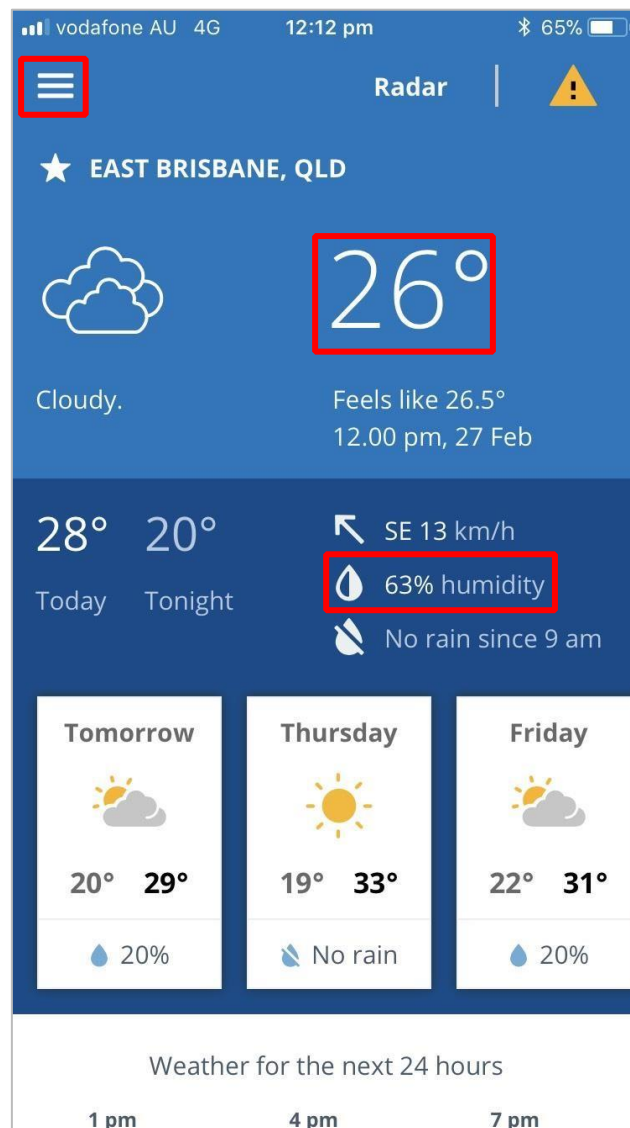 vodafone AU 4G 12:12 pm 65%
Radar
EAST BRISBANE, QLD
26°
Cloudy.
Feels like 26.5°
12.00 pm, 27 Feb
28° 20°
Today Tonight
SE 13 km/h
63% humidity
No rain since 9 am
Tomorrow Thursday Friday
20° 29° 19° 33° 22° 31°
20% No rain 20%
Weather for the next 24 hours
1 pm 4 pm 7 pm